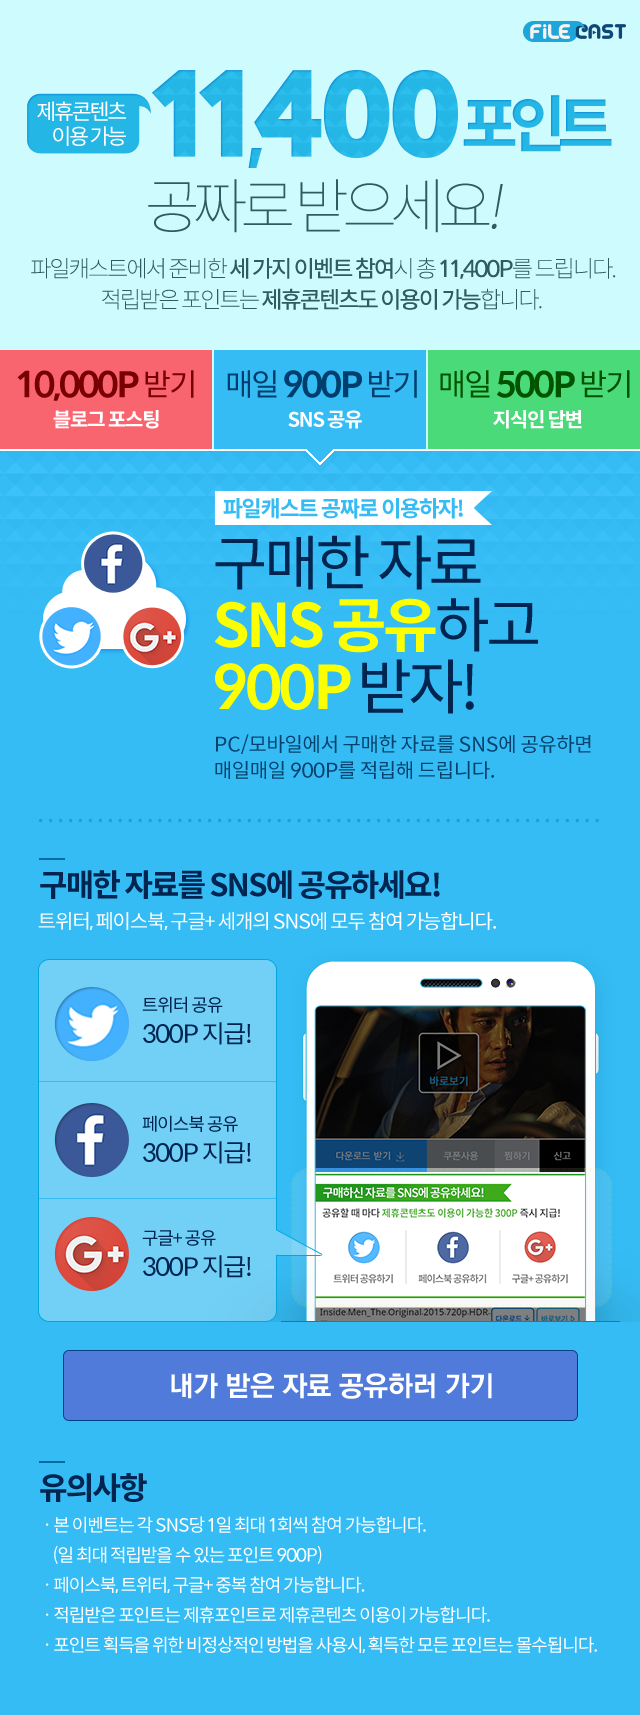 FILECAST
제휴콘텐츠
이용 가능
11,400 포인트
공짜로 받으세요!
파일캐스트에서 준비한 세 가지 이벤트 참여시 총 11,400P를 드립니다.
적립받은 포인트는 제휴콘텐츠도 이용이 가능합니다.
10,000P 받기
블로그 포스팅
매일 900P 받기
SNS 공유
매일 500P 받기
지식인 답변
파일캐스트 공짜로 이용하자!
구매한 자료
SNS 공유하고
900P 받자!
PC/모바일에서 구매한 자료를 SNS에 공유하면
매일매일 900P를 적립해 드립니다.
구매한 자료를 SNS에 공유하세요!
트위터, 페이스북, 구글+ 세개의 SNS에 모두 참여 가능합니다.
트위터 공유
300P 지급!
페이스북 공유
300P 지급!
구글+ 공유
300P 지급!
바로보기
다운로드 받기 쿠폰사용 찜하기 신고
구매하신 자료를 SNS에 공유하세요!
공유할 때 마다 제휴콘텐츠도 이용이 가능한 300P 즉시 지급!
트위터 공유하기 페이스북 공유하기 구글+ 공유하기
Inside.Men_The.Original.2015.720p.HDR 다운로드 바로보기
내가 받은 자료 공유하러 가기
유의사항
· 본 이벤트는 각 SNS당 1일 최대 1회씩 참여 가능합니다.
(일 최대 적립받을 수 있는 포인트 900P)
· 페이스북, 트위터, 구글+ 중복 참여 가능합니다.
· 적립받은 포인트는 제휴포인트로 제휴콘텐츠 이용이 가능합니다.
· 포인트 획득을 위한 비정상적인 방법을 사용시, 획득한 모든 포인트는 몰수됩니다.